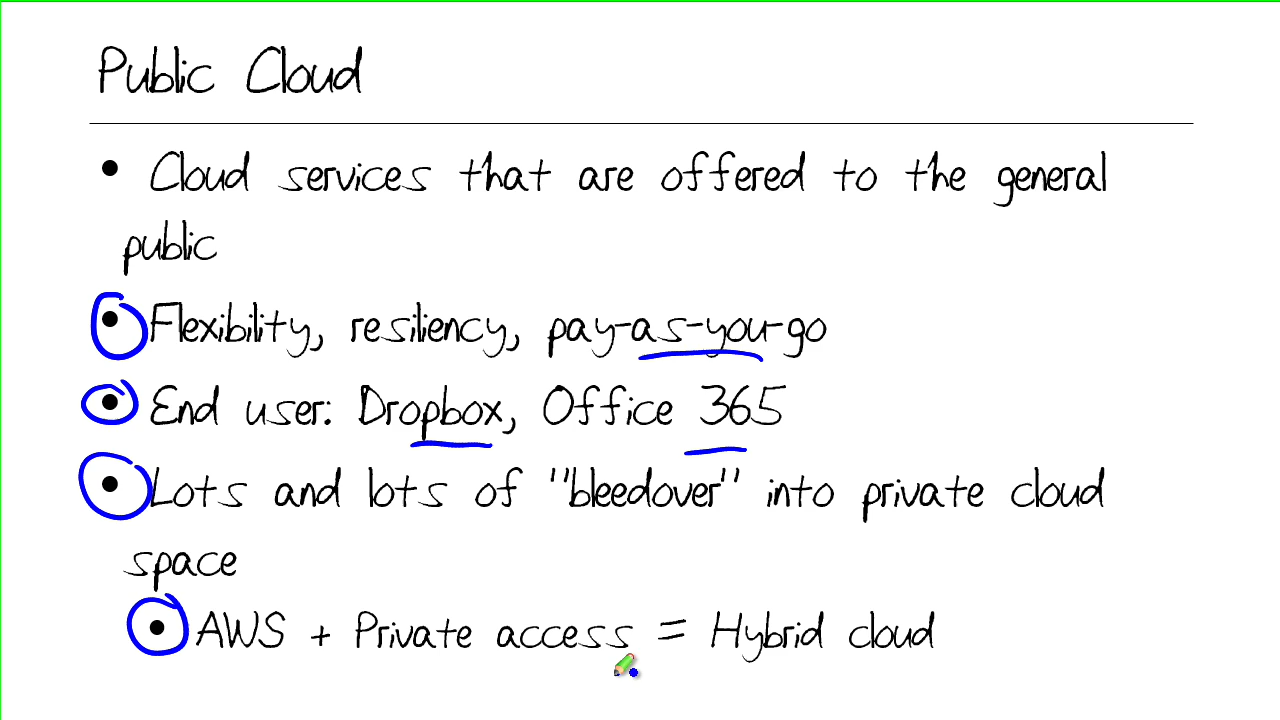 Public Cloud
• Cloud services that are offered to the general
public
• Flexibility, resiliency, pay-as-you-go
• End user: Dropbox, Office 365
• Lots and lots of "bleedover" into private cloud
space
• AWS + Private access = Hybrid cloud